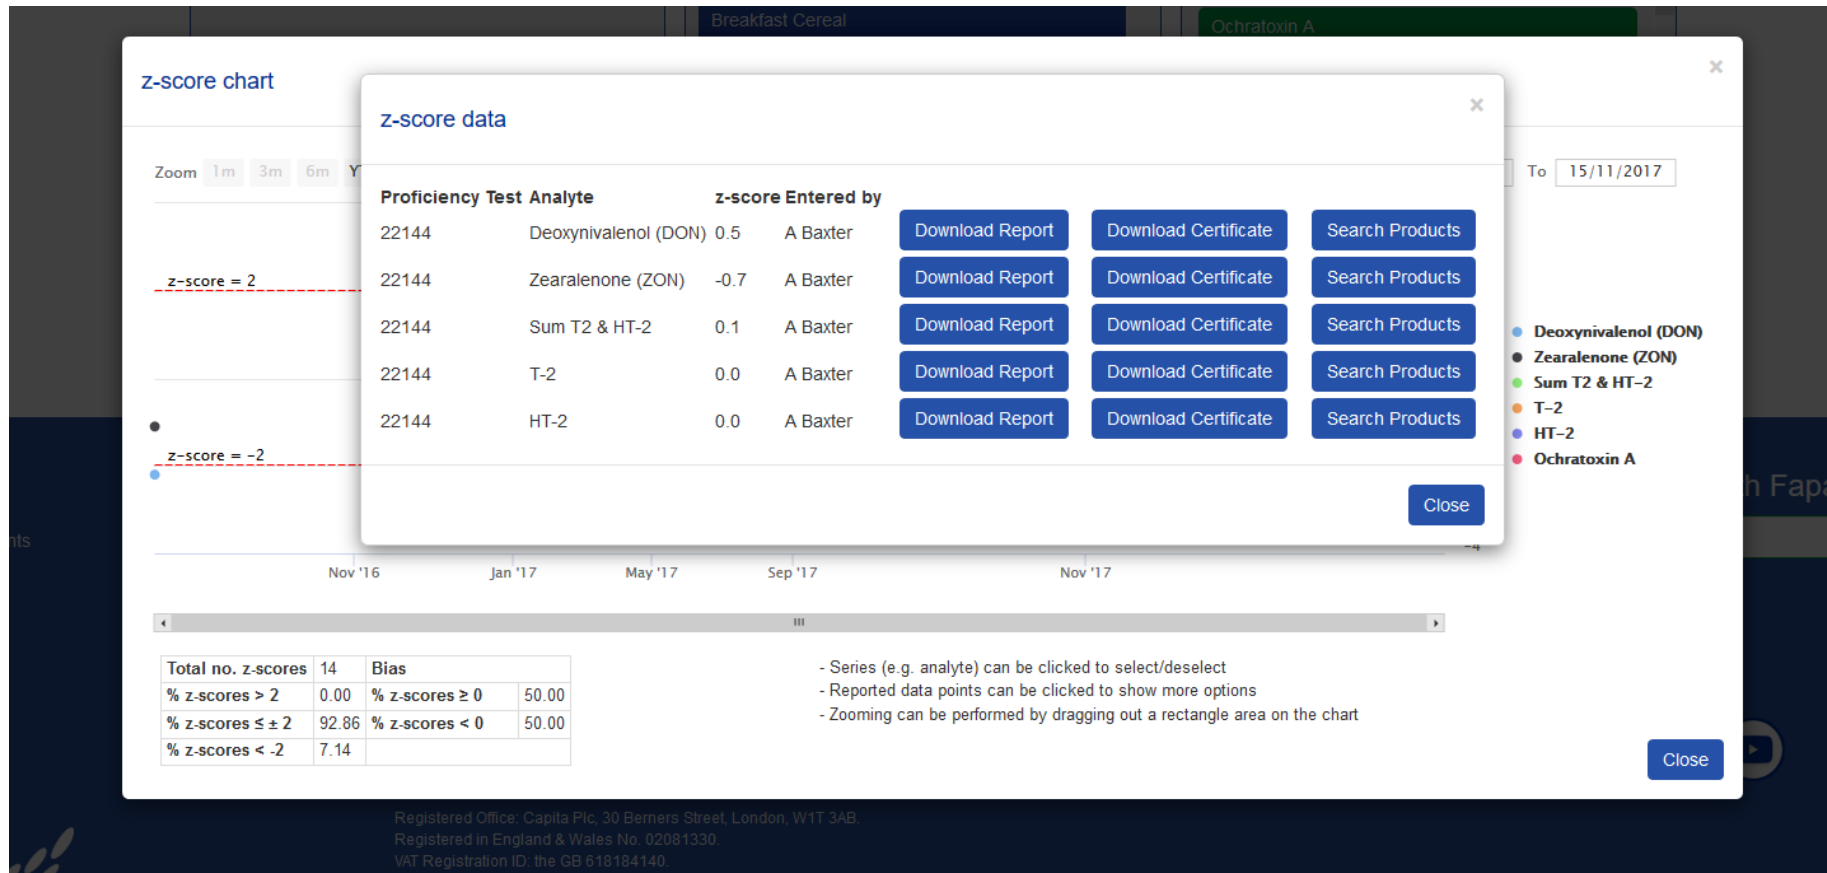 Breakfast Cereal
Ochratoxin A
z-score chart
×
z-score data
×
Zoom 1m 3m 6m
To 15/11/2017
Proficiency Test Analyte z-score Entered by
22144 Deoxynivalenol (DON) 0.5 A Baxter Download Report Download Certificate Search Products
22144 Zearalenone (ZON) -0.7 A Baxter Download Report Download Certificate Search Products
22144 Sum T2 & HT-2 0.1 A Baxter Download Report Download Certificate Search Products
22144 T-2 0.0 A Baxter Download Report Download Certificate Search Products
22144 HT-2 0.0 A Baxter Download Report Download Certificate Search Products
Close
z-score = 2
z-score = -2
Deoxynivalenol (DON)
Zearalenone (ZON)
Sum T2 & HT-2
T-2
HT-2
Ochratoxin A
-4
Nov '16 Jan '17 May '17 Sep '17 Nov '17
Total no. z-scores 14 Bias
% z-scores > 2 0.00 % z-scores ≥ 0 50.00
% z-scores ≤ ± 2 92.86 % z-scores < 0 50.00
% z-scores < -2 7.14
- Series (e.g. analyte) can be clicked to select/deselect
- Reported data points can be clicked to show more options
- Zooming can be performed by dragging out a rectangle area on the chart
Close
Registered Office: Capita Plc, 30 Berners Street, London, W1T 3AB.
Registered in England & Wales No. 02081330.
VAT Registration ID: the GB 618184140.